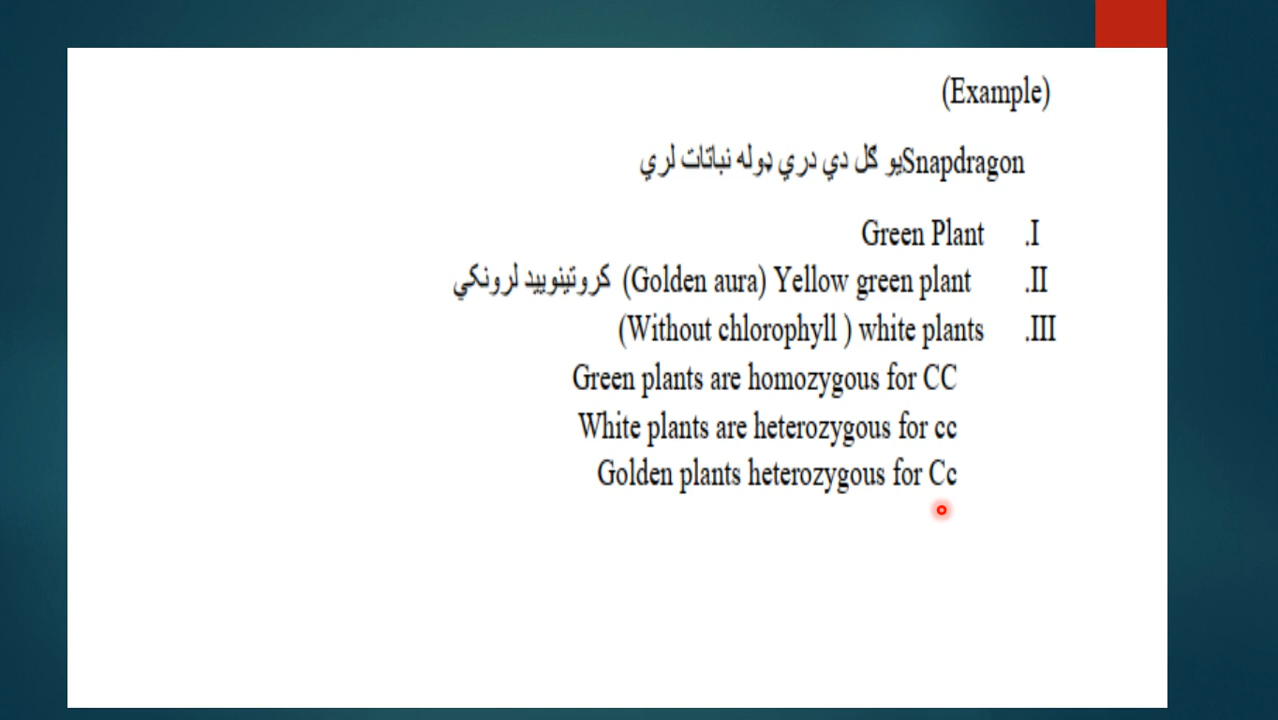 (Example)
Snapdragonيو ګل دي دري ډوله نباتات لري
I. Green Plant
II. Yellow green plant (Golden aura) کروتينوييد لرونکي
III. white plants (Without chlorophyll )
Green plants are homozygous for CC
White plants are heterozygous for cc
Golden plants heterozygous for Cc